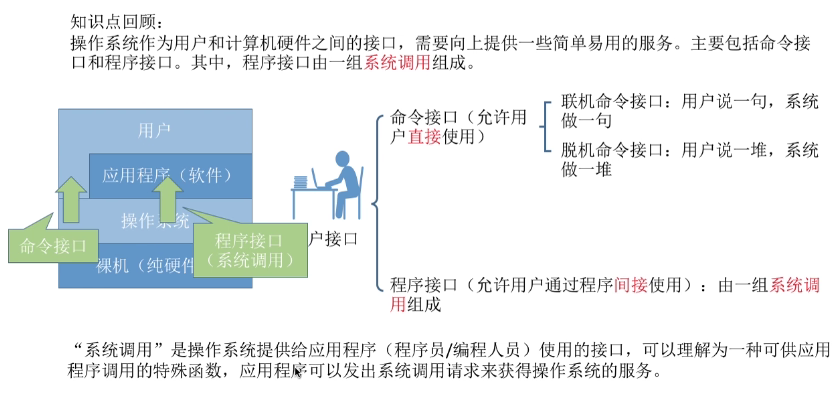 知识点回顾：
操作系统作为用户和计算机硬件之间的接口，需要向上提供一些简单易用的服务。主要包括命令接
口和程序接口。其中，程序接口由一组系统调用组成。
用户
应用程序（软件）
操作系统
裸机（纯硬件
命令接口
程序接口
（系统调用）
户接口
命令接口（允许用
户直接使用）
联机命令接口：用户说一句，系统
做一句
脱机命令接口：用户说一堆，系统
做一堆
程序接口（允许用户通过程序间接使用）：由一组系统调
用组成
“系统调用”是操作系统提供给应用程序（程序员/编程人员）使用的接口，可以理解为一种可供应用
程序调用的特殊函数，应用程序可以发出系统调用请求来获得操作系统的服务。